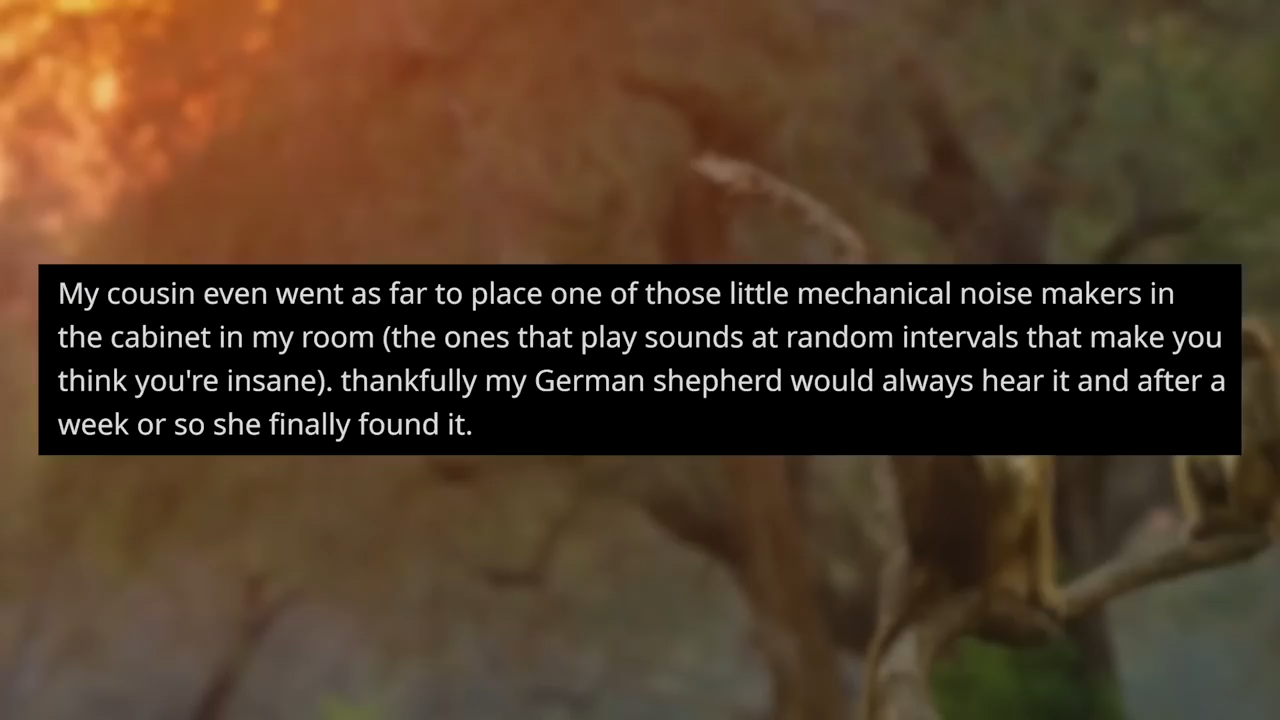 My cousin even went as far to place one of those little mechanical noise makers in
the cabinet in my room (the ones that play sounds at random intervals that make you
think you're insane). thankfully my German shepherd would always hear it and after a
week or so she finally found it.